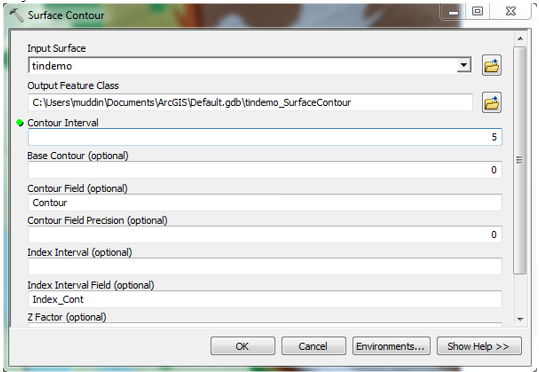 Surface Contour
Input Surface
tindemo
Output Feature Class
C:\Users\muddin\Documents\ArcGIS\Default.gdb\tindemo_SurfaceContour
Contour Interval
5
Base Contour (optional)
0
Contour Field (optional)
Contour
Contour Field Precision (optional)
0
Index Interval (optional)
Index Interval Field (optional)
Index_Cont
Z Factor (optional)
OK Cancel Environments... Show Help >>